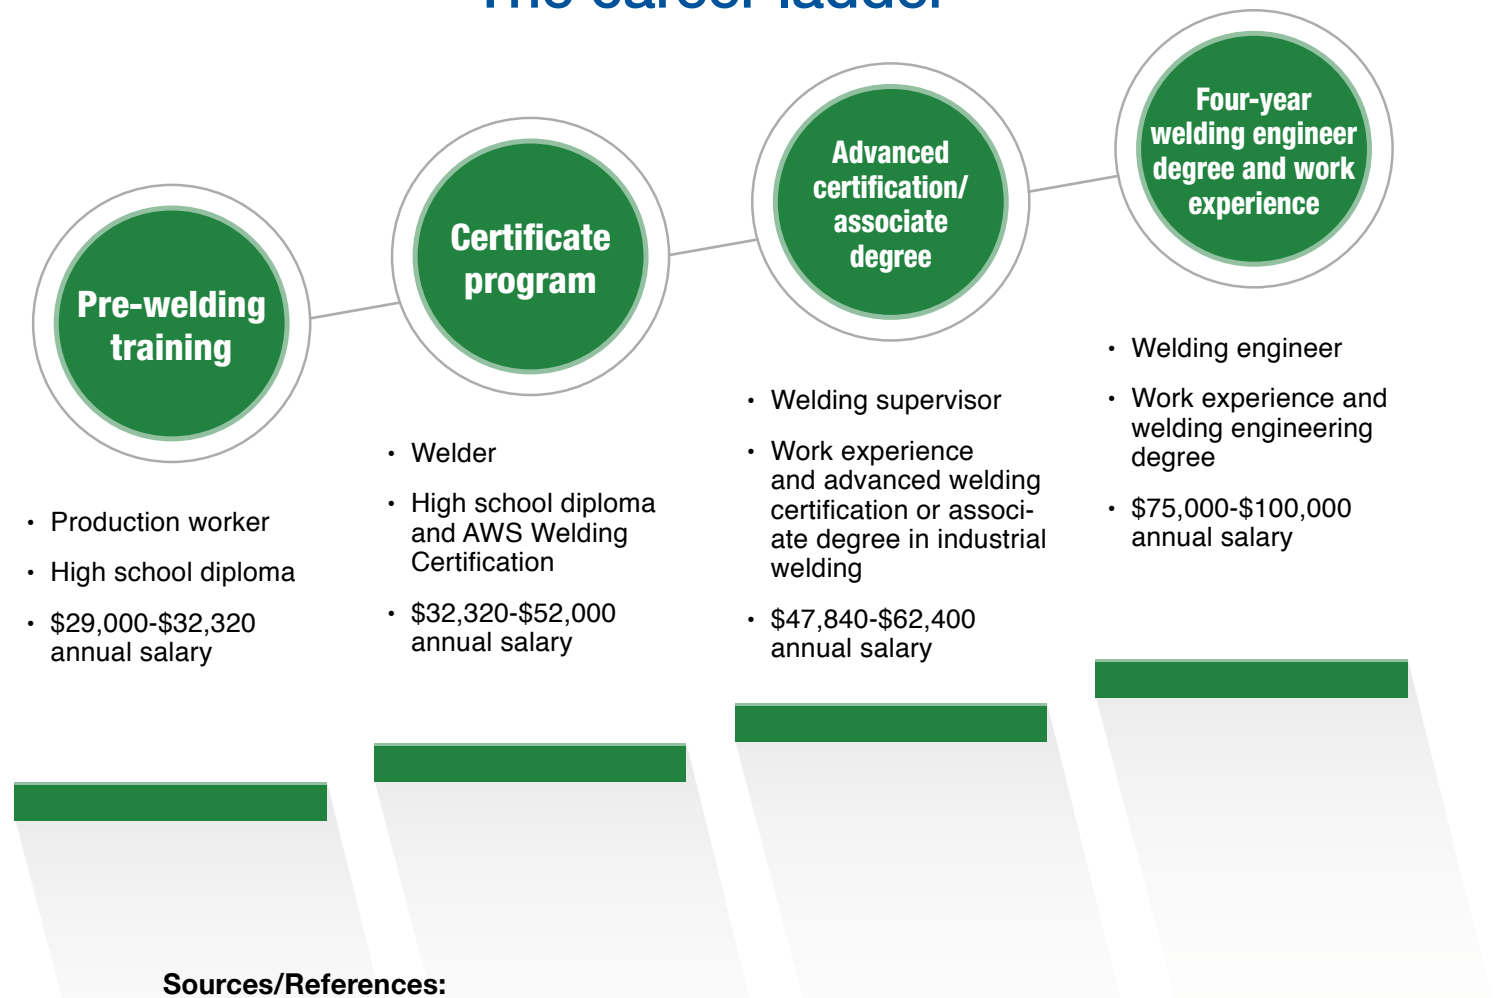 The career ladder
Pre-welding
training
Certificate
program
Advanced
certification/
associate
degree
Four-year
welding engineer
degree and work
experience
• Production worker
• High school diploma
• $29,000-$32,320
annual salary
• Welder
• High school diploma
and AWS Welding
Certification
• $32,320-$52,000
annual salary
• Welding supervisor
• Work experience
and advanced welding
certification or associ-
ate degree in industrial
welding
• $47,840-$62,400
annual salary
• Welding engineer
• Work experience and
welding engineering
degree
• $75,000-$100,000
annual salary
Sources/References: